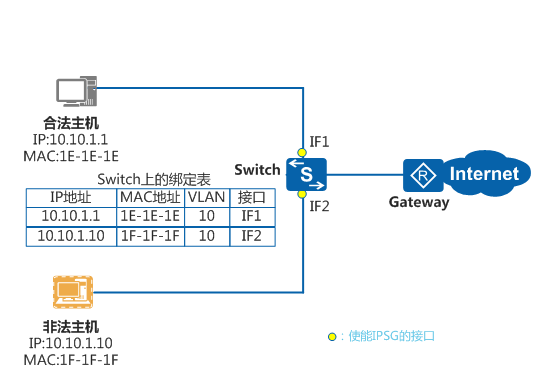 合法主机
IP:10.10.1.1
MAC:1E-1E-1E
IF1
Switch
S
IF2
R
Gateway
Internet
Switch上的绑定表
IP地址 MAC地址 VLAN 接口
10.10.1.1 1E-1E-1E 10 IF1
10.10.1.10 1F-1F-1F 10 IF2
非法主机
IP:10.10.1.10
MAC:1F-1F-1F
：使能IPSG的接口